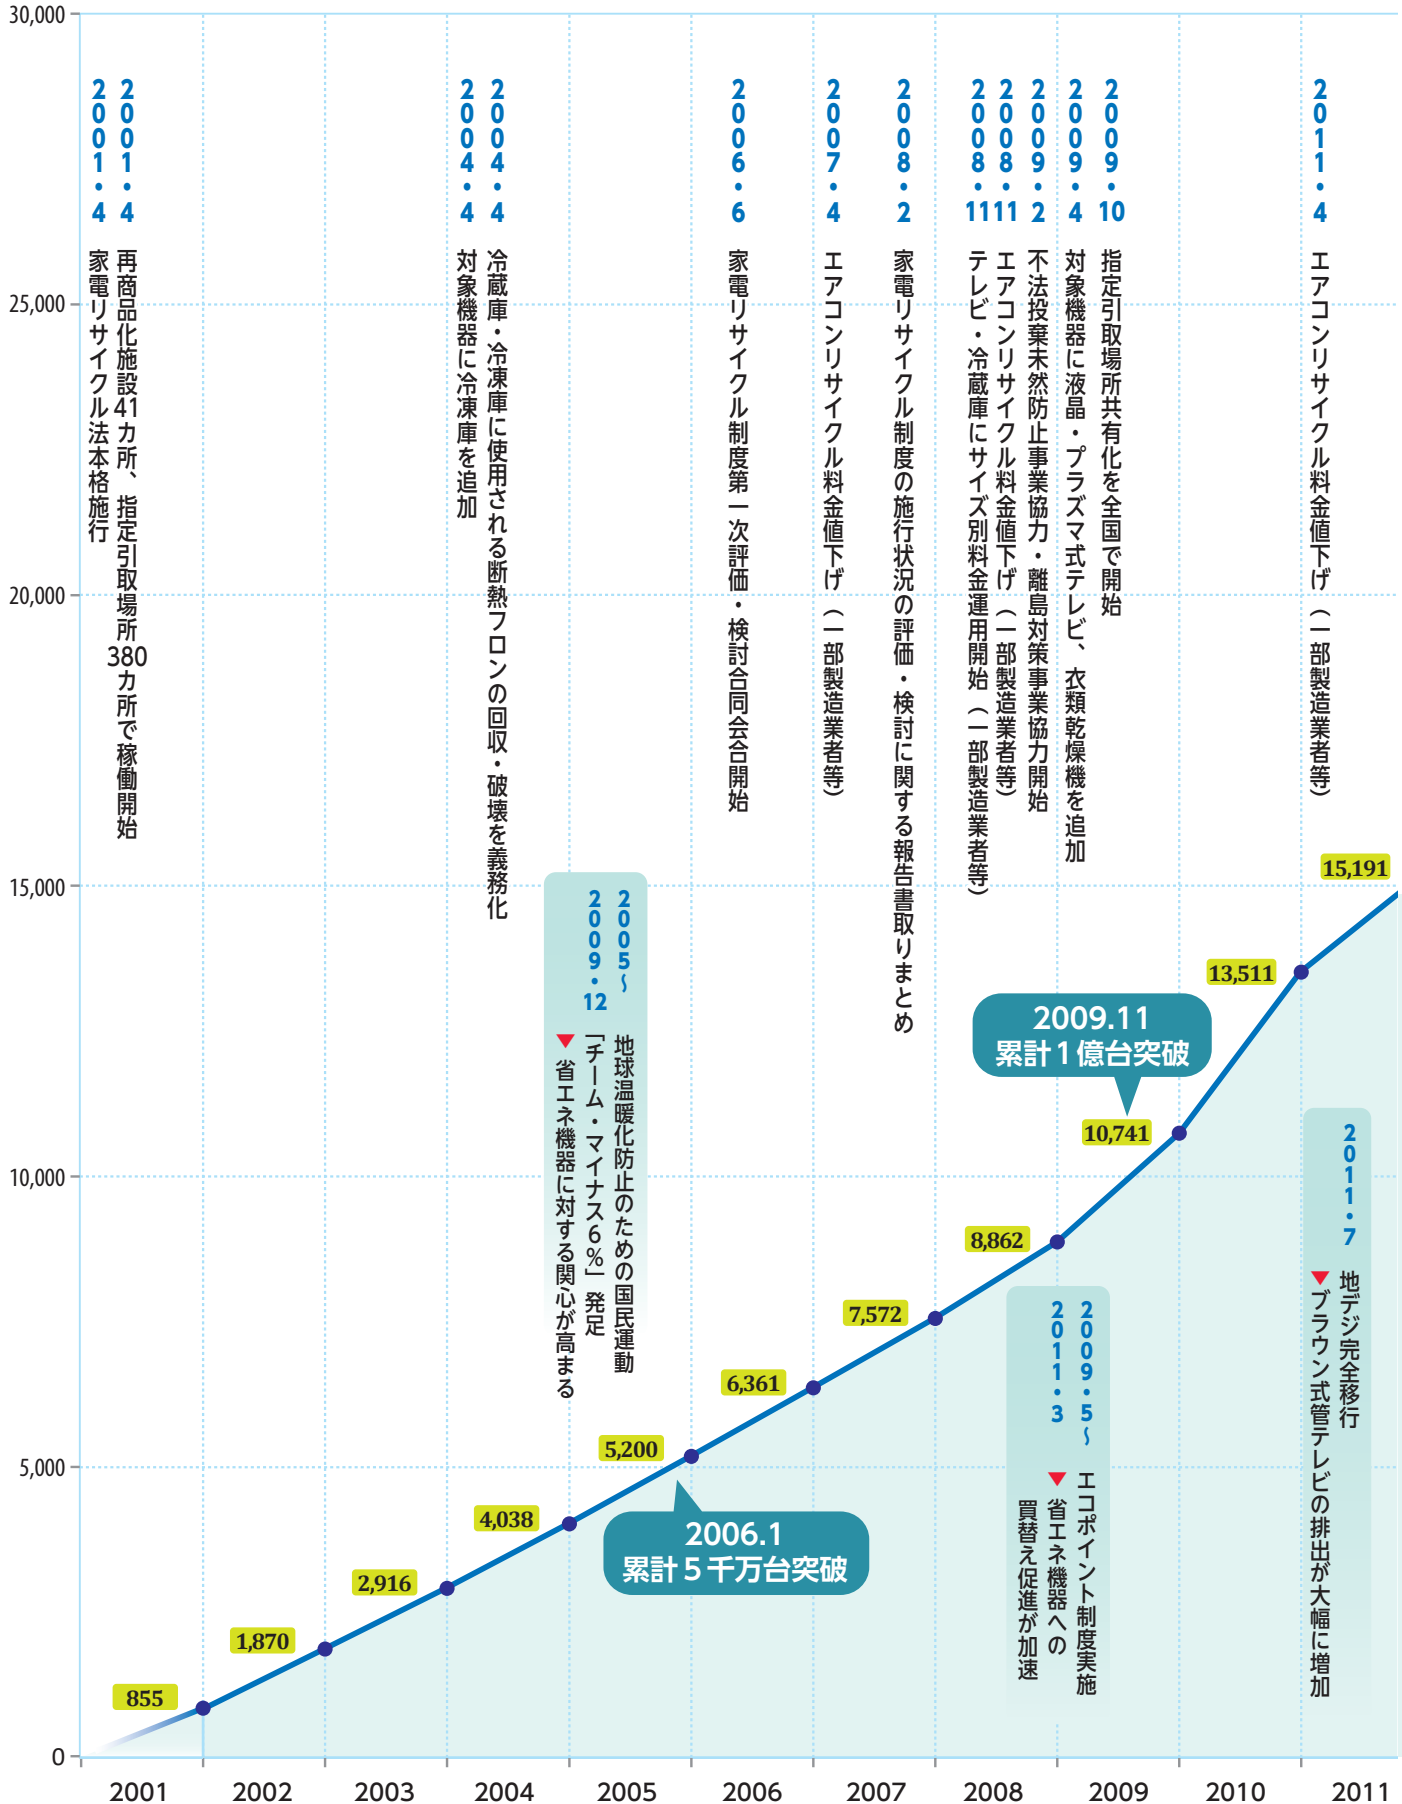 30,000
25,000
20,000
15,000
10,000
5,000
0
2001・4 家電リサイクル法本格施行
2001・4 再商品化施設41カ所、指定引取場所380カ所で稼働開始
2004・4 対象機器に冷凍庫を追加
2004・4 冷蔵庫・冷凍庫に使用される断熱フロンの回収・破壊を義務化
2006・6 家電リサイクル制度第一次評価・検討合同会合開始
2007・4 エアコンリサイクル料金値下げ（一部製造業者等）
2008・2 家電リサイクル制度の施行状況の評価・検討に関する報告書取りまとめ
2008・11 テレビ・冷蔵庫にサイズ別料金運用開始（一部製造業者等）
2008・11 エアコンリサイクル料金値下げ（一部製造業者等）
2009・2 不法投棄未然防止事業協力・離島対策事業協力開始
2009・4 対象機器に液晶・プラズマ式テレビ、衣類乾燥機を追加
2009・10 指定引取場所共有化を全国で開始
2011・4 エアコンリサイクル料金値下げ（一部製造業者等）
2005～
2009・12
地球温暖化防止のための国民運動
「チーム・マイナス6%」発足
▼省エネ機器に対する関心が高まる
2009・5～
2011・3
エコポイント制度実施
▼省エネ機器への
買替え促進が加速
2011・7
地デジ完全移行
▼ブラウン式管テレビの排出が大幅に増加
2006.1
累計5千万台突破
2009.11
累計1億台突破
855
1,870
2,916
4,038
5,200
6,361
7,572
8,862
10,741
13,511
15,191
2001
2002
2003
2004
2005
2006
2007
2008
2009
2010
2011